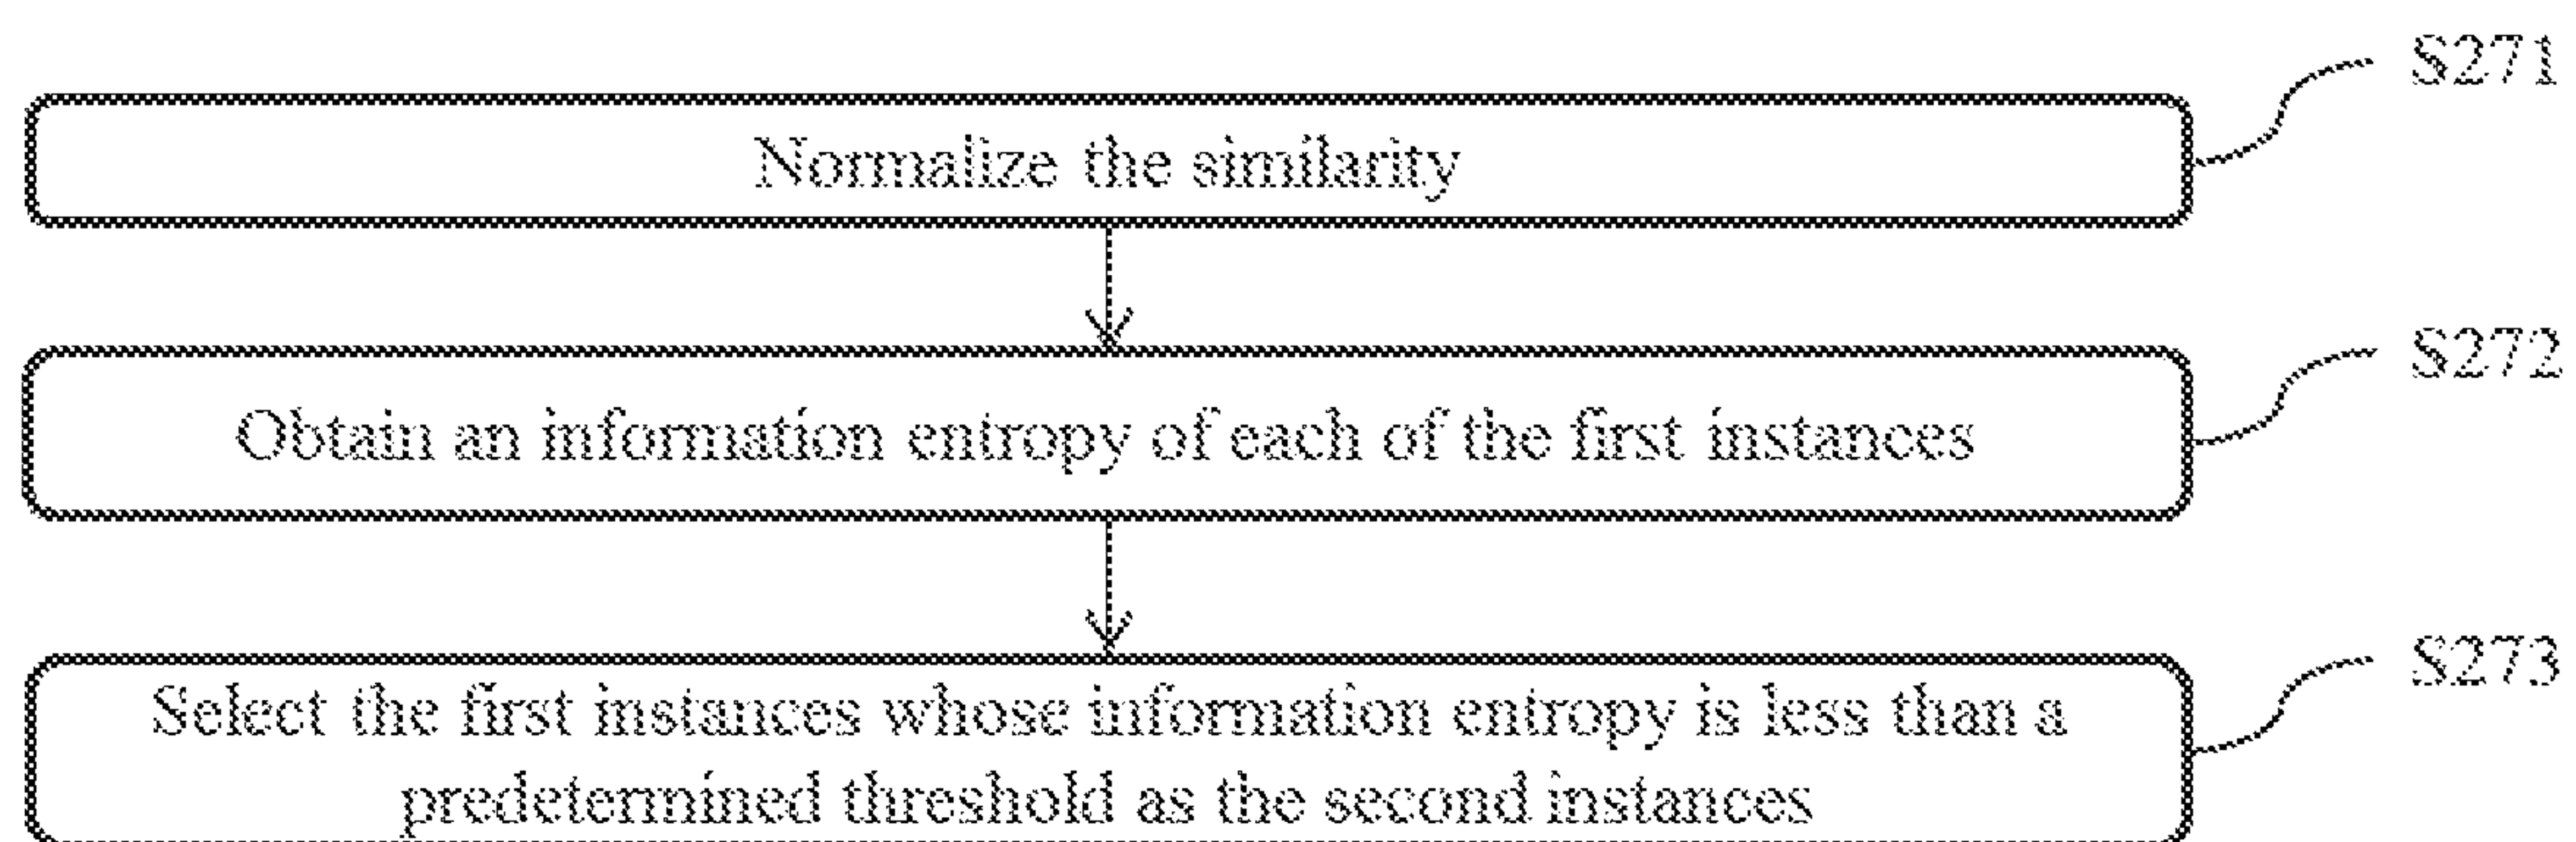 S271
Normalize the similarity
S272
Obtain an information entropy of each of the first instances
S273
Select the first instances whose information entropy is less than a
predetermined threshold as the second instances